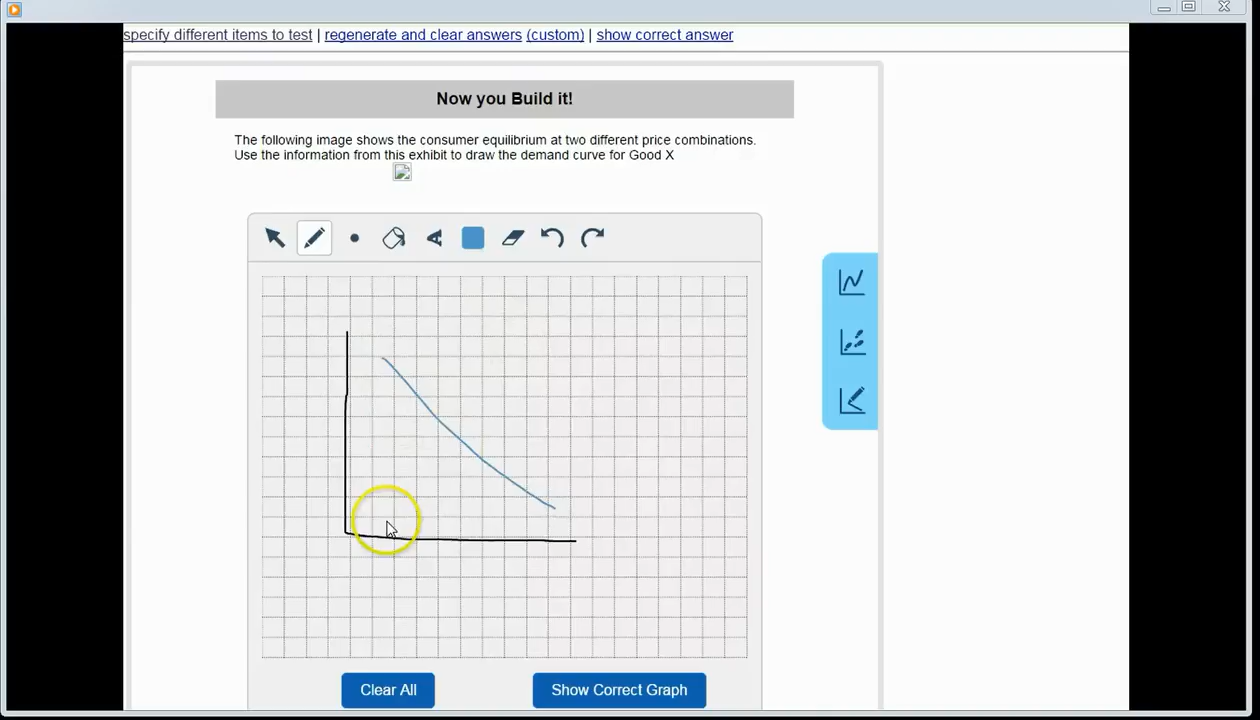 specify different items to test | regenerate and clear answers (custom) | show correct answer
Now you Build it!
The following image shows the consumer equilibrium at two different price combinations.
Use the information from this exhibit to draw the demand curve for Good X
A
Clear All
Show Correct Graph